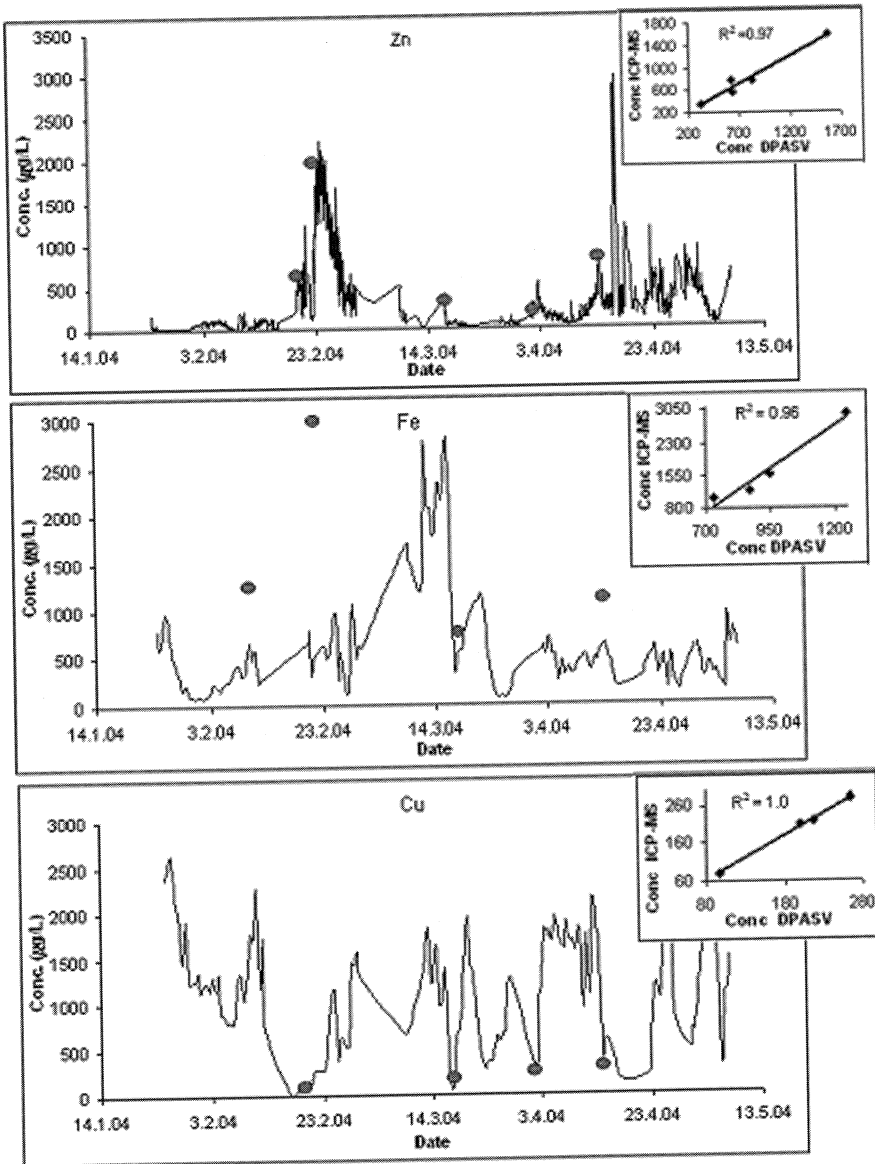 Zn
Conc. (µg/L)
3500
3000
2500
2000
1500
1000
500
0
14.1.04 3.2.04 23.2.04 14.3.04 3.4.04 23.4.04 13.5.04
Date
R² =0.97
Conc ICP-MS
1800
1400
1000
600
200
200 700 1200 1700
Conc DPASV
Fe
Conc. (µg/L)
3000
2500
2000
1500
1000
500
0
14.1.04 3.2.04 23.2.04 14.3.04 3.4.04 23.4.04 13.5.04
Date
R² = 0.96
Conc ICP-MS
3050
2300
1550
800
700 950 1200
Conc DPASV
Cu
Conc. (µg/L)
3000
2500
2000
1500
1000
500
0
14.1.04 3.2.04 23.2.04 14.3.04 3.4.04 23.4.04 13.5.04
Date
R² = 1.0
Conc ICP-MS
260
160
60
80 180 280
Conc DPASV